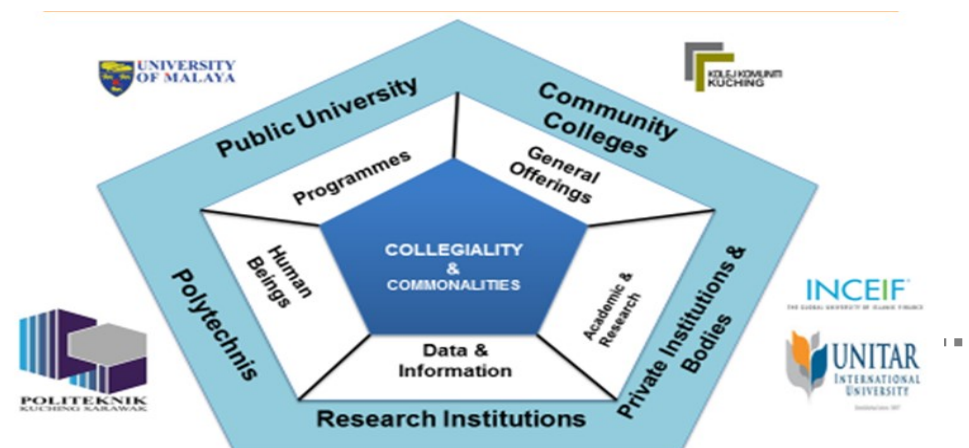 UNIVERSITY
OF MALAYA
KOLEJ KOMUNITI
KUCHING
Public University
Community
Colleges
Programmes
General
Offerings
COLLEGIALITY
&
COMMONALITIES
Human
Beings
Academic &
Research
Data &
Information
Polytechnis
Private Institutions &
Bodies
Research Institutions
POLITEKNIK
KUCHING SARAWAK
INCEIF
THE GLOBAL UNIVERSITY OF ISLAMIC FINANCE
UNITAR
INTERNATIONAL
UNIVERSITY